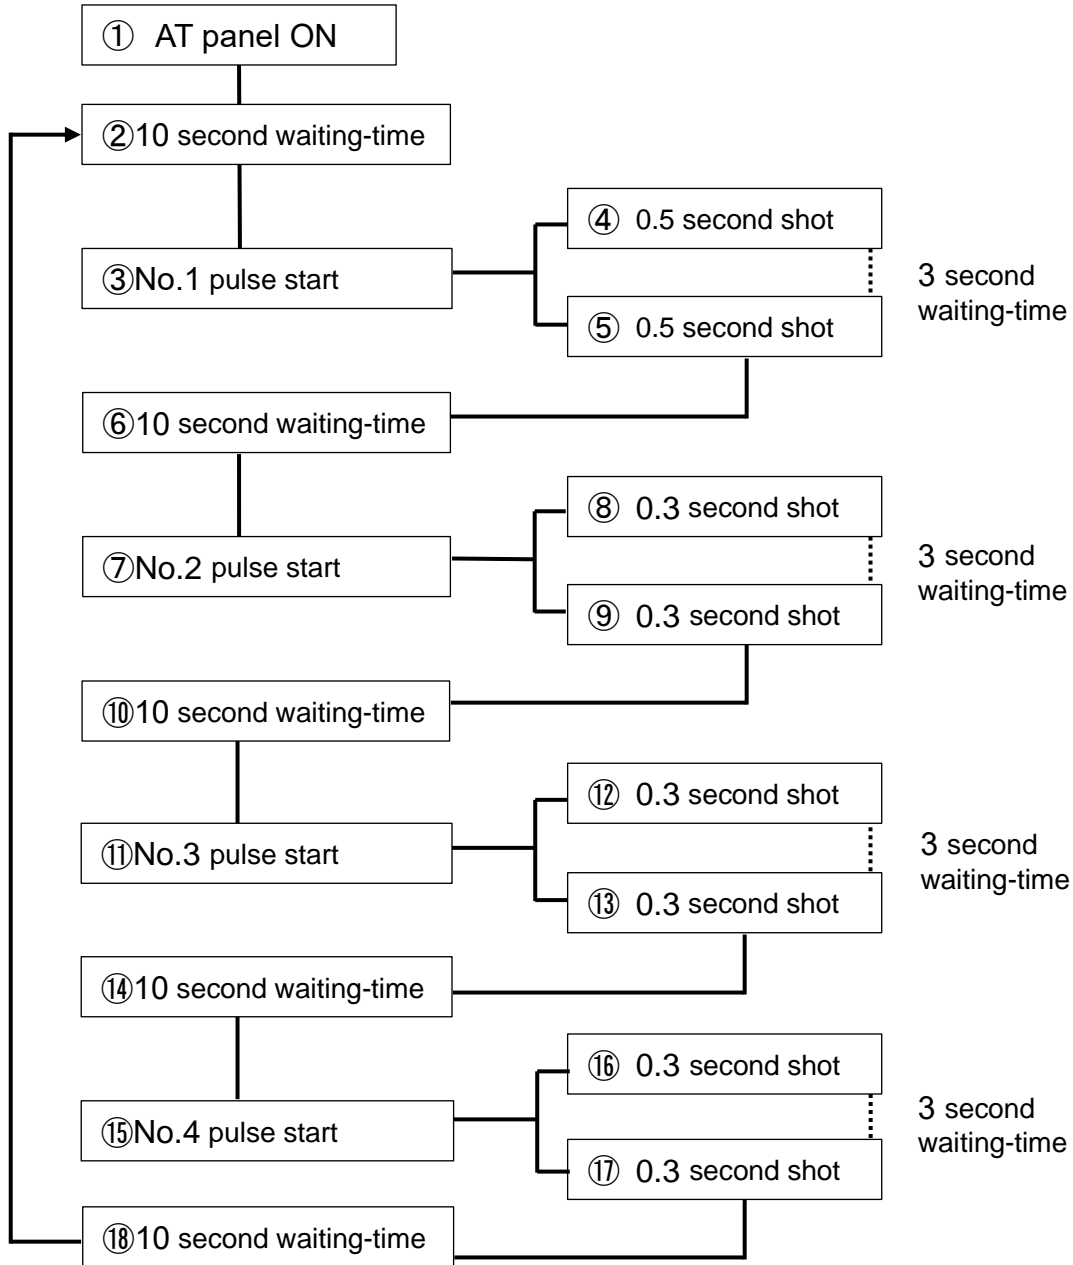 ① AT panel ON
②10 second waiting-time
③No.1 pulse start
④ 0.5 second shot
3 second
waiting-time
⑤ 0.5 second shot
⑥10 second waiting-time
⑦No.2 pulse start
⑧ 0.3 second shot
3 second
waiting-time
⑨ 0.3 second shot
⑩10 second waiting-time
⑪No.3 pulse start
⑫ 0.3 second shot
3 second
waiting-time
⑬ 0.3 second shot
⑭10 second waiting-time
⑮No.4 pulse start
⑯ 0.3 second shot
3 second
waiting-time
⑰ 0.3 second shot
⑱10 second waiting-time